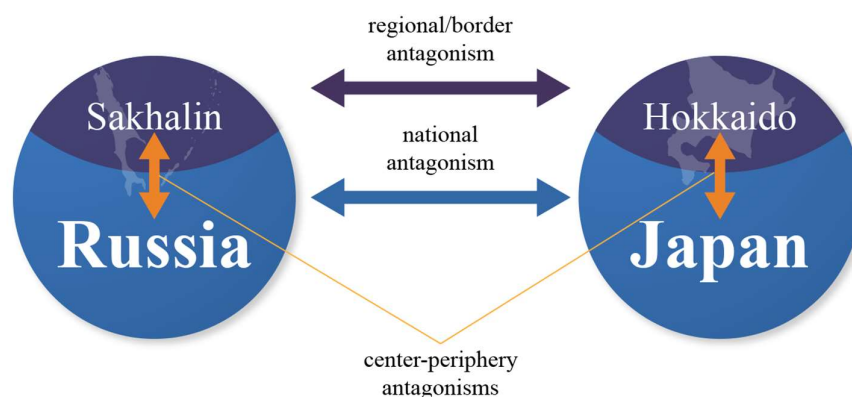 regional/border
antagonism
Sakhalin
Hokkaido
national
antagonism
Russia
Japan
center-periphery
antagonisms